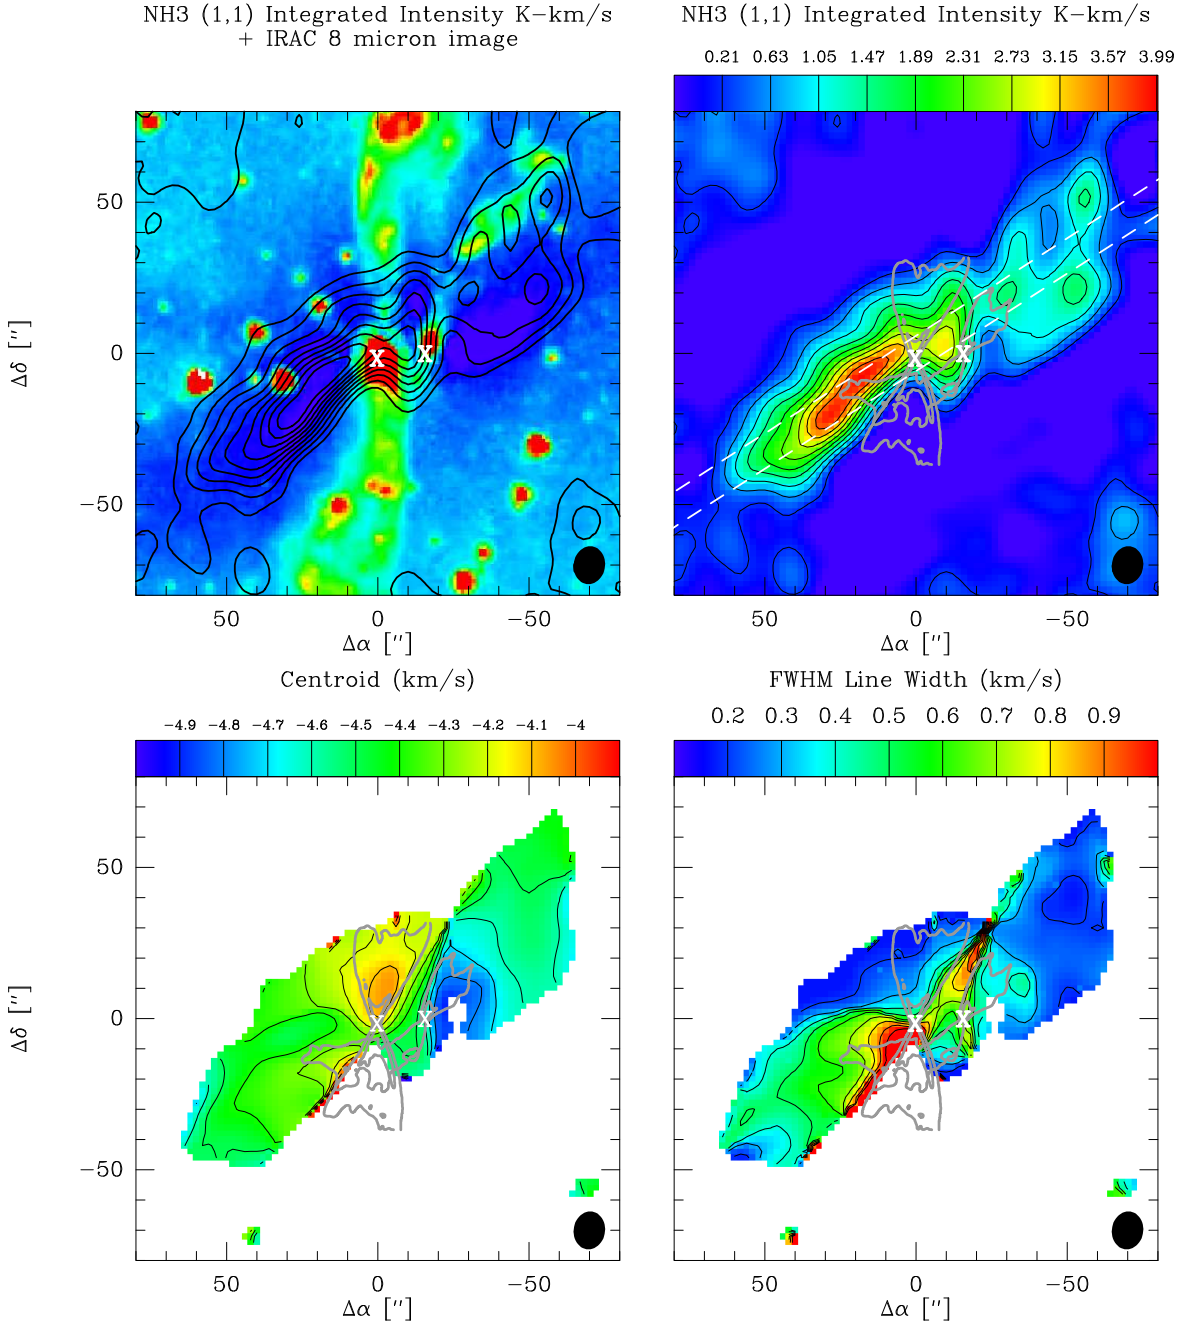 NH3 (1,1) Integrated Intensity K-km/s
+ IRAC 8 micron image
NH3 (1,1) Integrated Intensity K-km/s
0.21 0.63 1.05 1.47 1.89 2.31 2.73 3.15 3.57 3.99
50
0
-50
Δδ ["]
X X
X X
50 0 -50
Δα ["]
50 0 -50
Δα ["]
Centroid (km/s)
-4.9 -4.8 -4.7 -4.6 -4.5 -4.4 -4.3 -4.2 -4.1 -4
FWHM Line Width (km/s)
0.2 0.3 0.4 0.5 0.6 0.7 0.8 0.9
50
0
-50
Δδ ["]
X X
X X
50 0 -50
Δα ["]
50 0 -50
Δα ["]